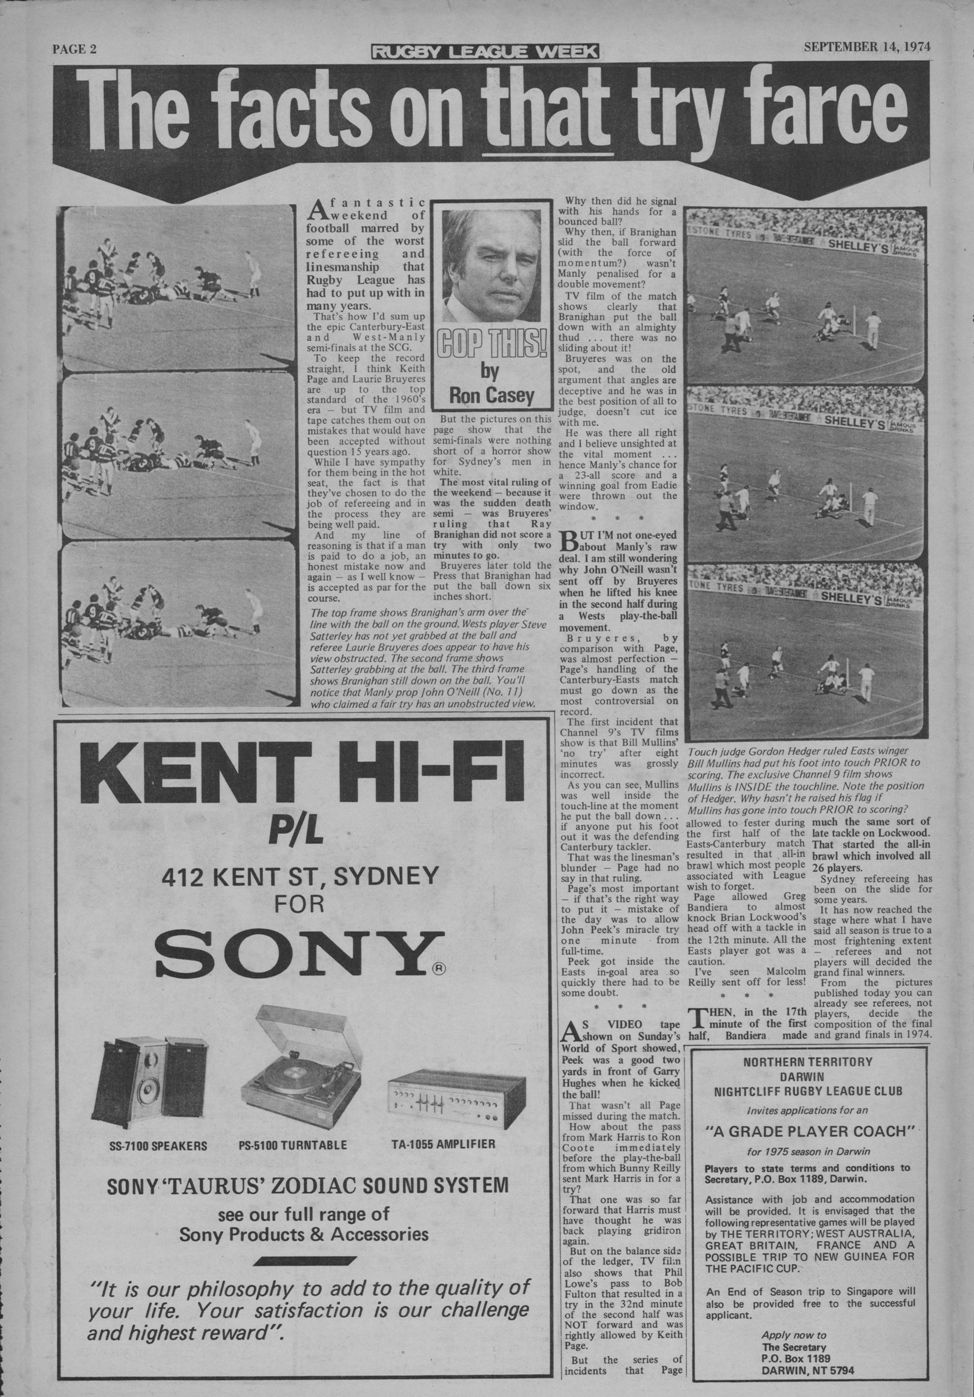 PAGE 2
RUGBY LEAGUE WEEK
SEPTEMBER 14, 1974
The facts on that try farce
A fantastic
weekend of
football marred by
some of the worst
refereeing and
linesmanship that
Rugby League has
had to put up with in
many years.
That's how I'd sum up
the epic Canterbury-East
and West-Manly
semi-finals at the SCG.
To keep the record
straight, I think Keith
Page and Laurie Bruyeres
are up to the top
standard of the 1960's
era — but TV film and
tape catches them out on
mistakes that would have
been accepted without
question 15 years ago.
While I have sympathy
for them being in the hot
seat, the fact is that
they've chosen to do the
job of refereeing and in
the process they are
being well paid.
And my line of
reasoning is that if a man
is paid to do a job, an
honest mistake now and
again — as I well know —
is accepted as par for the
course.
COP THIS!
by
Ron Casey
But the pictures on this
page show that the
semi-finals were nothing
short of a horror show
for Sydney's men in
white.
The most vital ruling of
the weekend — because it
was the sudden death
semi — was Bruyeres'
ruling that Ray
Branighan did not score a
try with only two
minutes to go.
Bruyeres later told the
Press that Branighan had
put the ball down six
inches short.
The top frame shows Branighan's arm over the
line with the ball on the ground. Wests player Steve
Satterley has not yet grabbed at the ball and
referee Laurie Bruyeres does appear to have his
view obstructed. The second frame shows
Satterley grabbing at the ball. The third frame
shows Branighan still down on the ball. You'll
notice that Manly prop John O'Neill (No. 11)
who claimed a fair try has an unobstructed view.
Why then did he signal
with his hands for a
bounced ball?
Why then, if Branighan
slid the ball forward
(with the force of
momentum?) wasn't
Manly penalised for a
double movement?
TV film of the match
shows clearly that
Branighan put the ball
down with an almighty
thud . . . there was no
sliding about it!
Bruyeres was on the
spot, and the old
argument that angles are
deceptive and he was in
the best position of all to
judge, doesn't cut ice
with me.
He was there all right
and I believe unsighted at
the vital moment . . .
hence Manly's chance for
a 23-all score and a
winning goal from Eadie
were thrown out the
window.
* * *
BUT I'M not one-eyed
about Manly's raw
deal. I am still wondering
why John O'Neill wasn't
sent off by Bruyeres
when he lifted his knee
in the second half during
a Wests play-the-ball
movement.
Bruyeres, by
comparison with Page,
was almost perfection —
Page's handling of the
Canterbury-Easts match
must go down as the
most controversial on
record.
The first incident that
Channel 9's TV films
show is that Bill Mullins'
'no try' after eight
minutes was grossly
incorrect.
As you can see, Mullins
was well inside the
touch-line at the moment
he put the ball down . . .
if anyone put his foot
out it was the defending
Canterbury tackler.
That was the linesman's
blunder — Page had no
say in that ruling.
Page's most important
— if that's the right way
to put it — mistake of
the day was to allow
John Peek's miracle try
one minute from
full-time.
Peek got inside the
Easts in-goal area so
quickly there had to be
some doubt.
* * *
AS VIDEO tape
shown on Sunday's
World of Sport showed,
Peek was a good two
yards in front of Garry
Hughes when he kicked
the ball!
That wasn't all Page
missed during the match.
How about the pass
from Mark Harris to Ron
Coote immediately
before the play-the-ball
from which Bunny Reilly
sent Mark Harris in for a
try?
That one was so far
forward that Harris must
have thought he was
back playing gridiron
again.
But on the balance side
of the ledger, TV film
also shows that Phil
Lowe's pass to Bob
Fulton that resulted in a
try in the 32nd minute
of the second half was
NOT forward and was
rightly allowed by Keith
Page.
But the series of
incidents that Page
STONE TYRES
SHELLEY'S FAMOUS DRINKS
STONE TYRES
SHELLEY'S FAMOUS DRINKS
STONE TYRES
SHELLEY'S FAMOUS DRINKS
Touch judge Gordon Hedger ruled Easts winger
Bill Mullins had put his foot into touch PRIOR to
scoring. The exclusive Channel 9 film shows
Mullins is INSIDE the touchline. Note the position
of Hedger. Why hasn't he raised his flag if
Mullins has gone into touch PRIOR to scoring?
allowed to fester during
the first half of the
Easts-Canterbury match
resulted in that all-in
brawl which most people
associated with League
wish to forget.
Page allowed Greg
Bandiera to almost
knock Brian Lockwood's
head off with a tackle in
the 12th minute. All the
Easts player got was a
caution.
I've seen Malcolm
Reilly sent off for less!
* * *
THEN, in the 17th
minute of the first
half, Bandiera made
much the same sort of
late tackle on Lockwood.
That started the all-in
brawl which involved all
26 players.
Sydney refereeing has
been on the slide for
some years.
It has now reached the
stage where what I have
said all season is true to a
most frightening extent
— referees and not
players will decided the
grand final winners.
From the pictures
published today you can
already see referees, not
players, decide the
composition of the final
and grand finals in 1974.
KENT HI-FI
P/L
412 KENT ST, SYDNEY
FOR
SONY®
SS-7100 SPEAKERS
PS-5100 TURNTABLE
TA-1055 AMPLIFIER
SONY 'TAURUS' ZODIAC SOUND SYSTEM
see our full range of
Sony Products & Accessories
"It is our philosophy to add to the quality of
your life. Your satisfaction is our challenge
and highest reward".
NORTHERN TERRITORY
DARWIN
NIGHTCLIFF RUGBY LEAGUE CLUB
Invites applications for an
"A GRADE PLAYER COACH"
for 1975 season in Darwin
Players to state terms and conditions to
Secretary, P.O. Box 1189, Darwin.
Assistance with job and accommodation
will be provided. It is envisaged that the
following representative games will be played
by THE TERRITORY; WEST AUSTRALIA,
GREAT BRITAIN, FRANCE AND A
POSSIBLE TRIP TO NEW GUINEA FOR
THE PACIFIC CUP.
An End of Season trip to Singapore will
also be provided free to the successful
applicant.
Apply now to
The Secretary
P.O. Box 1189
DARWIN, NT 5794